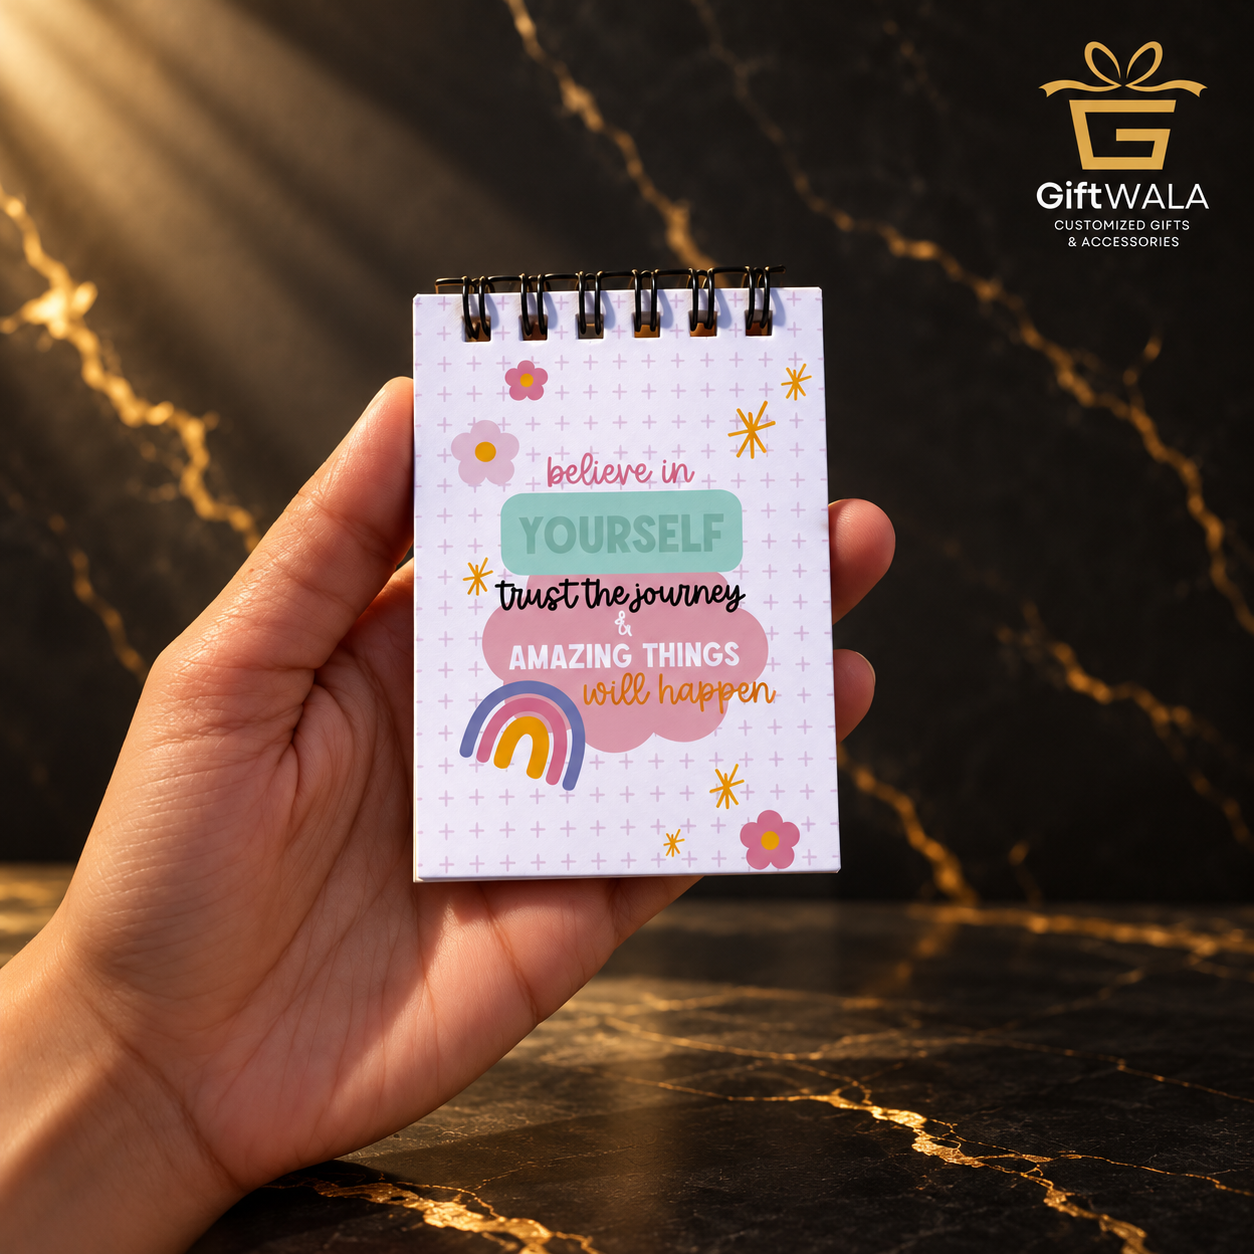 GiftWALA
CUSTOMIZED GIFTS
& ACCESSORIES
believe in
YOURSELF
trust the journey
&
AMAZING THINGS
will happen